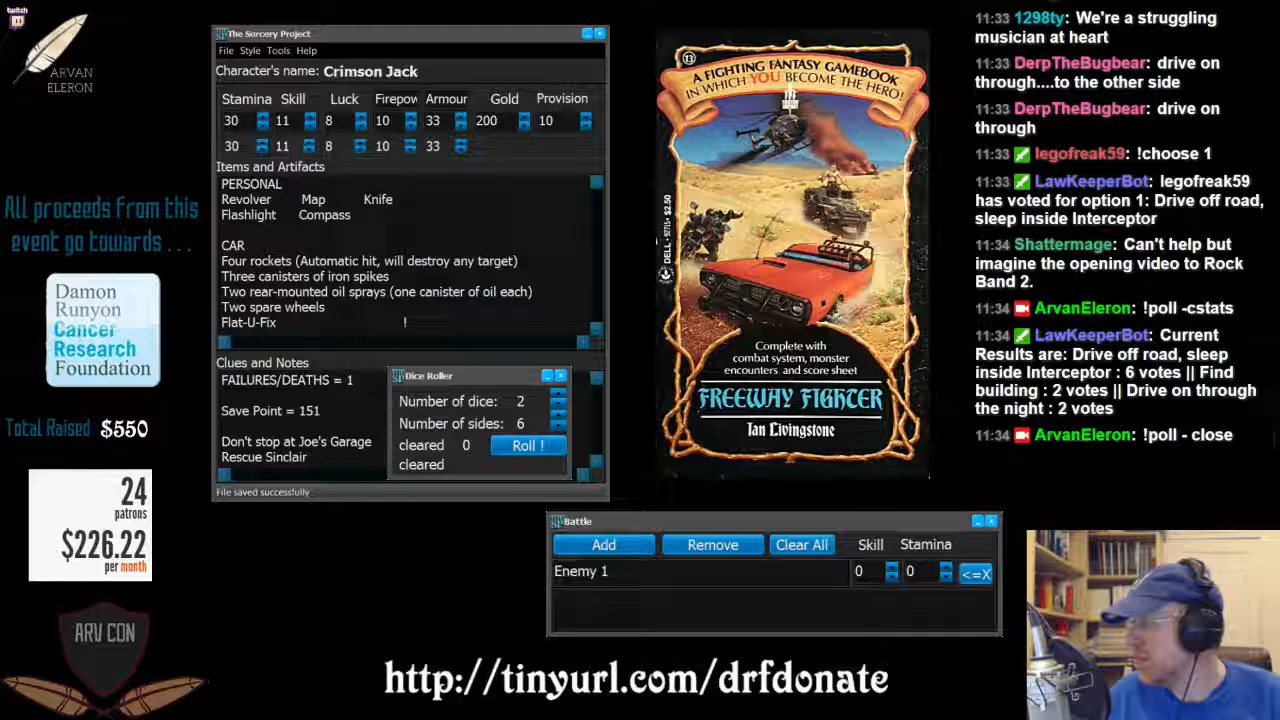 twitch
ARVAN
ELERON
All proceeds from this
event go towards . . .
Damon
Runyon
Cancer
Research
Foundation
Total Raised $550
24
patrons
$226.22
per month
ARV CON
The Sorcery Project
File Style Tools Help
Character's name: Crimson Jack
Stamina Skill Luck Firepow Armour Gold Provision
30 11 8 10 33 200 10
30 11 8 10 33
Items and Artifacts
PERSONAL
Revolver Map Knife
Flashlight Compass
CAR
Four rockets (Automatic hit, will destroy any target)
Three canisters of iron spikes
Two rear-mounted oil sprays (one canister of oil each)
Two spare wheels
Flat-U-Fix !
Clues and Notes
FAILURES/DEATHS = 1
Save Point = 151
Don't stop at Joe's Garage
Rescue Sinclair
File saved successfully
Dice Roller
Number of dice: 2
Number of sides: 6
cleared 0 Roll !
cleared
13
A FIGHTING FANTASY GAMEBOOK
IN WHICH YOU BECOME THE HERO!
DELL • 92715 • $2.50
Complete with
combat system, monster
encounters, and score sheet
FREEWAY FIGHTER
Ian Livingstone
Battle
Add Remove Clear All Skill Stamina
Enemy 1 0 0 <=X
http://tinyurl.com/drfdonate
11:33 1298ty: We're a struggling
musician at heart
11:33 DerpTheBugbear: drive on
through....to the other side
11:33 DerpTheBugbear: drive on
through
11:33 legofreak59: !choose 1
11:33 LawKeeperBot: legofreak59
has voted for option 1: Drive off road,
sleep inside Interceptor
11:34 Shattermage: Can't help but
imagine the opening video to Rock
Band 2.
11:34 ArvanEleron: !poll -cstats
11:34 LawKeeperBot: Current
Results are: Drive off road, sleep
inside Interceptor : 6 votes || Find
building : 2 votes || Drive on through
the night : 2 votes
11:34 ArvanEleron: !poll - close